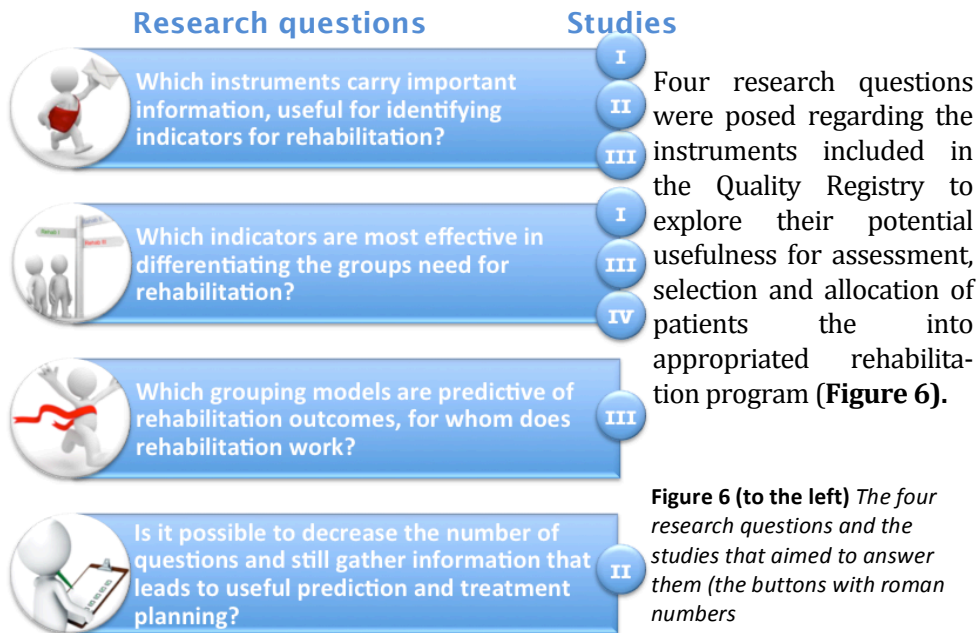 Research questions
Studies
Which instruments carry important
information, useful for identifying
indicators for rehabilitation?
I
II
III
Which indicators are most effective in
differentiating the groups need for
rehabilitation?
I
III
IV
Which grouping models are predictive of
rehabilitation outcomes, for whom does
rehabilitation work?
III
Is it possible to decrease the number of
questions and still gather information that
leads to useful prediction and treatment
planning?
II
Four research questions
were posed regarding the
instruments included in
the Quality Registry to
explore their potential
usefulness for assessment,
selection and allocation of
patients the into
appropriated rehabilita-
tion program (Figure 6).
Figure 6 (to the left) The four
research questions and the
studies that aimed to answer
them (the buttons with roman
numbers